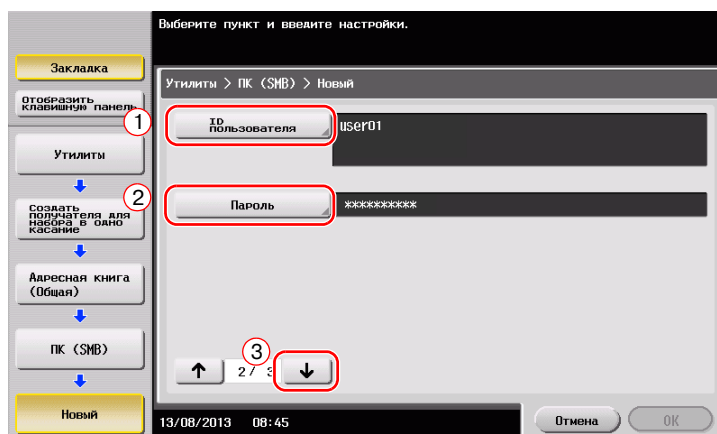 Выберите пункт и введите настройки.
Закладка
Утилиты > ПК (SMB) > Новый
Отобразить
клавишную панель
1
ID
пользователя
user01
Утилиты
2
Создать
получателя для
набора в одно
касание
Пароль
**********
Адресная книга
(Общая)
ПК (SMB)
3
↑ 2/ 3 ↓
Новый
13/08/2013 08:45
Отмена
OK